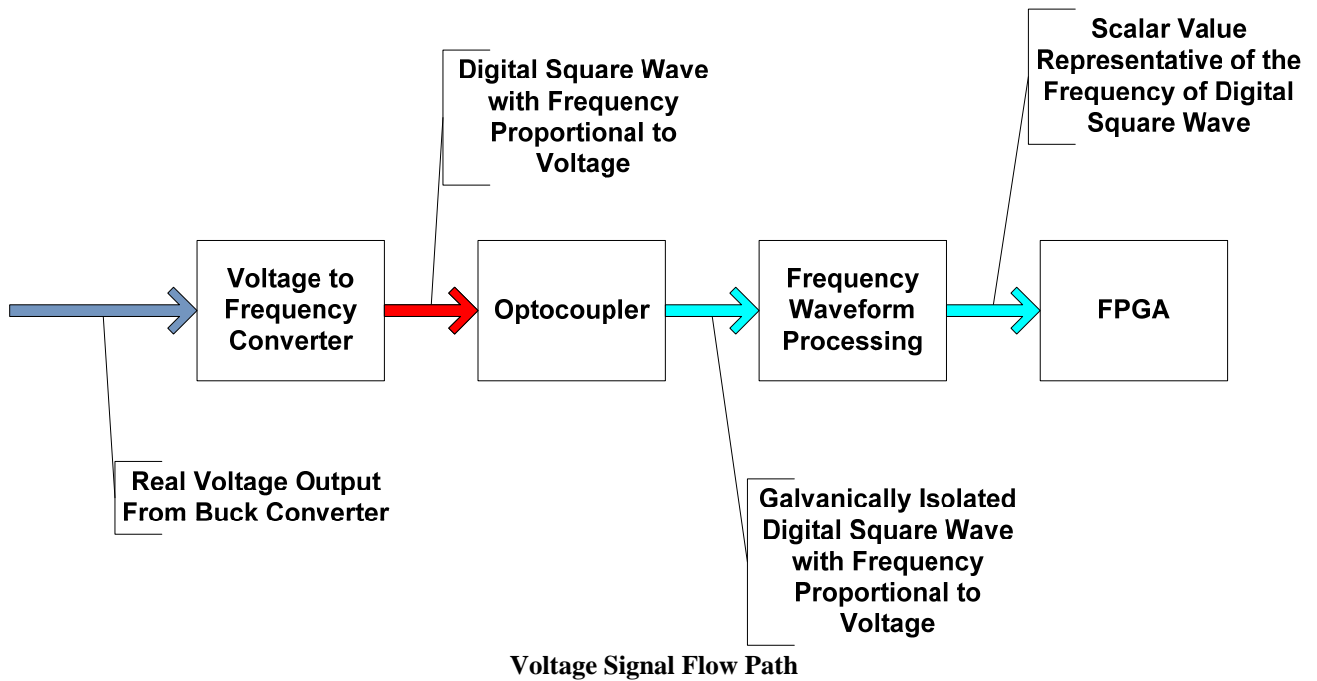 Scalar Value
Representative of the
Frequency of Digital
Square Wave
Digital Square Wave
with Frequency
Proportional to
Voltage
Voltage to
Frequency
Converter
Optocoupler
Frequency
Waveform
Processing
FPGA
Real Voltage Output
From Buck Converter
Galvanically Isolated
Digital Square Wave
with Frequency
Proportional to
Voltage
Voltage Signal Flow Path